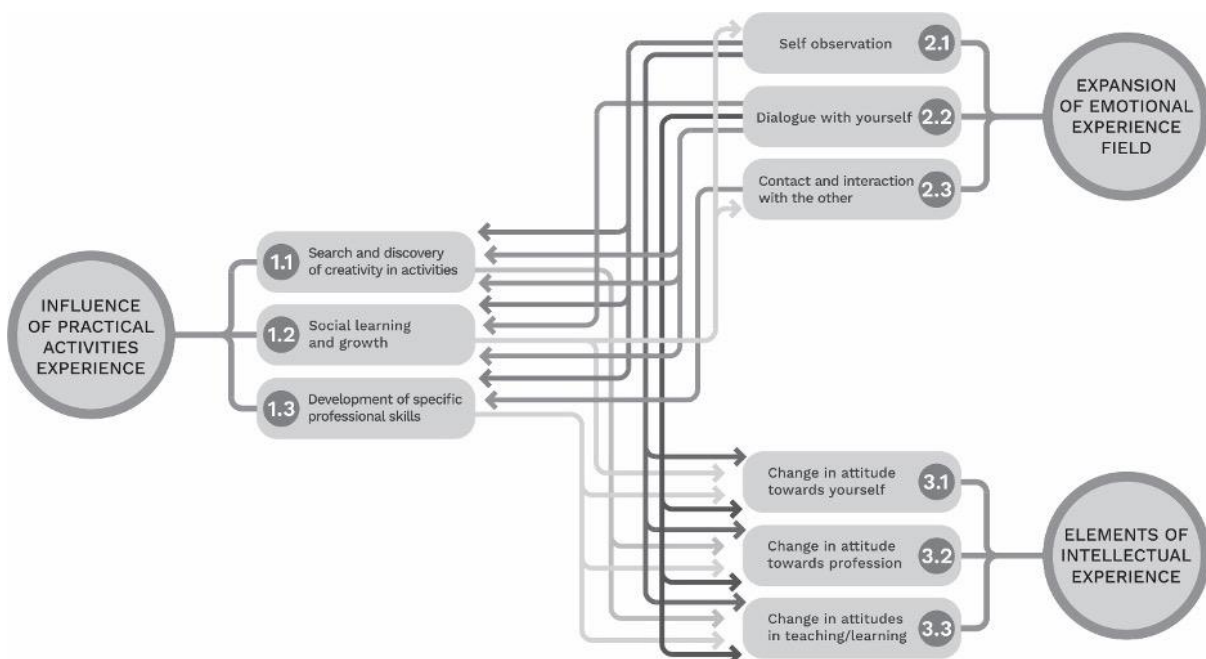 INFLUENCE
OF PRACTICAL
ACTIVITIES
EXPERIENCE
1.1
Search and discovery
of creativity in activities
1.2
Social learning
and growth
1.3
Development of specific
professional skills
Self observation
2.1
Dialogue with yourself
2.2
Contact and interaction
with the other
2.3
EXPANSION
OF EMOTIONAL
EXPERIENCE
FIELD
Change in attitude
towards yourself
3.1
Change in attitude
towards profession
3.2
Change in attitudes
in teaching/learning
3.3
ELEMENTS OF
INTELLECTUAL
EXPERIENCE